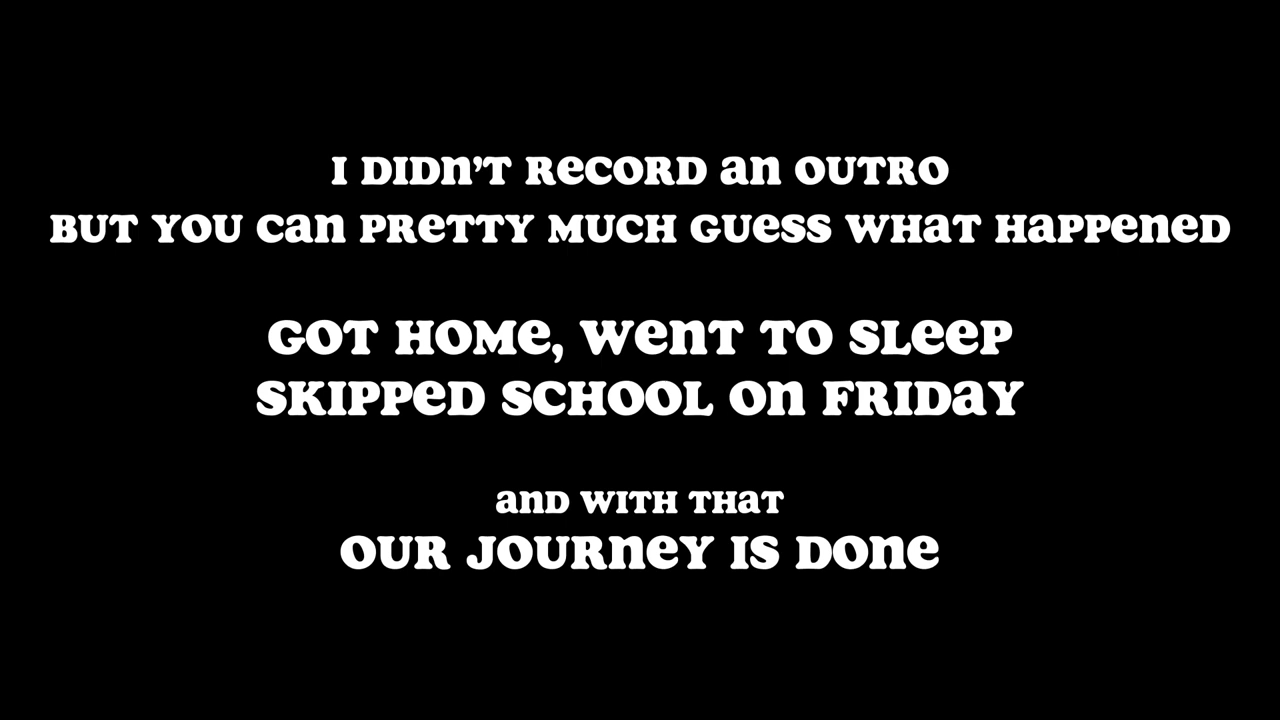 I DIDN'T RECORD AN OUTRO
BUT YOU CAN PRETTY MUCH GUESS WHAT HAPPENED
GOT HOME, WENT TO SLEEP
SKIPPED SCHOOL ON FRIDAY
AND WITH THAT
OUR JOURNEY IS DONE